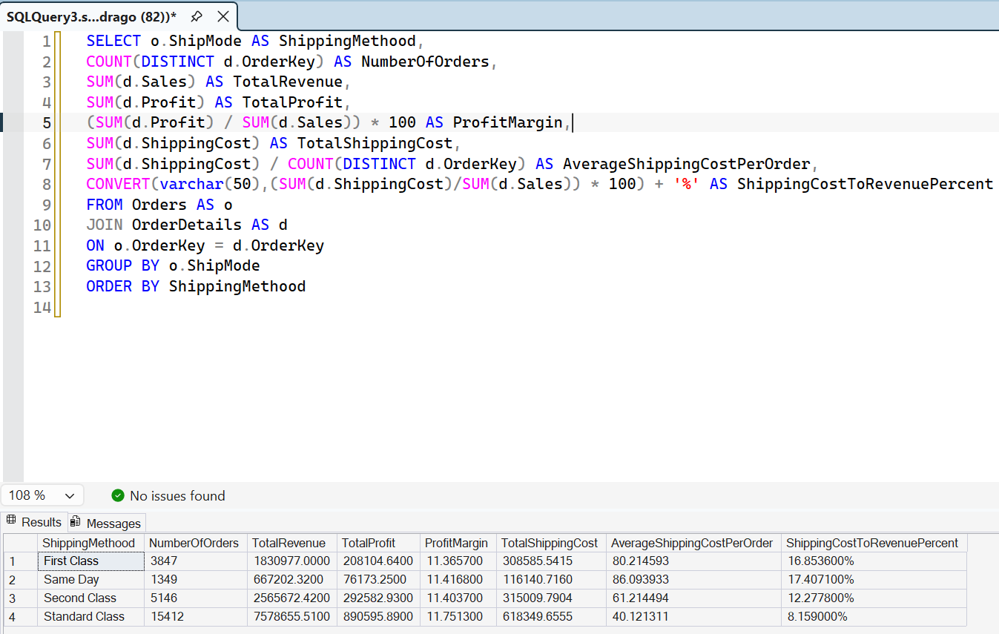 SQLQuery3.s...drago (82))*
1 SELECT o.ShipMode AS ShippingMethood,
2 COUNT(DISTINCT d.OrderKey) AS NumberOfOrders,
3 SUM(d.Sales) AS TotalRevenue,
4 SUM(d.Profit) AS TotalProfit,
5 (SUM(d.Profit) / SUM(d.Sales)) * 100 AS ProfitMargin,
6 SUM(d.ShippingCost) AS TotalShippingCost,
7 SUM(d.ShippingCost) / COUNT(DISTINCT d.OrderKey) AS AverageShippingCostPerOrder,
8 CONVERT(varchar(50),(SUM(d.ShippingCost)/SUM(d.Sales)) * 100) + '%' AS ShippingCostToRevenuePercent
9 FROM Orders AS o
10 JOIN OrderDetails AS d
11 ON o.OrderKey = d.OrderKey
12 GROUP BY o.ShipMode
13 ORDER BY ShippingMethood
14
108 % No issues found
Results Messages
ShippingMethood NumberOfOrders TotalRevenue TotalProfit ProfitMargin TotalShippingCost AverageShippingCostPerOrder ShippingCostToRevenuePercent
1 First Class 3847 1830977.0000 208104.6400 11.365700 308585.5415 80.214593 16.853600%
2 Same Day 1349 667202.3200 76173.2500 11.416800 116140.7160 86.093933 17.407100%
3 Second Class 5146 2565672.4200 292582.9300 11.403700 315009.7904 61.214494 12.277800%
4 Standard Class 15412 7578655.5100 890595.8900 11.751300 618349.6555 40.121311 8.159000%